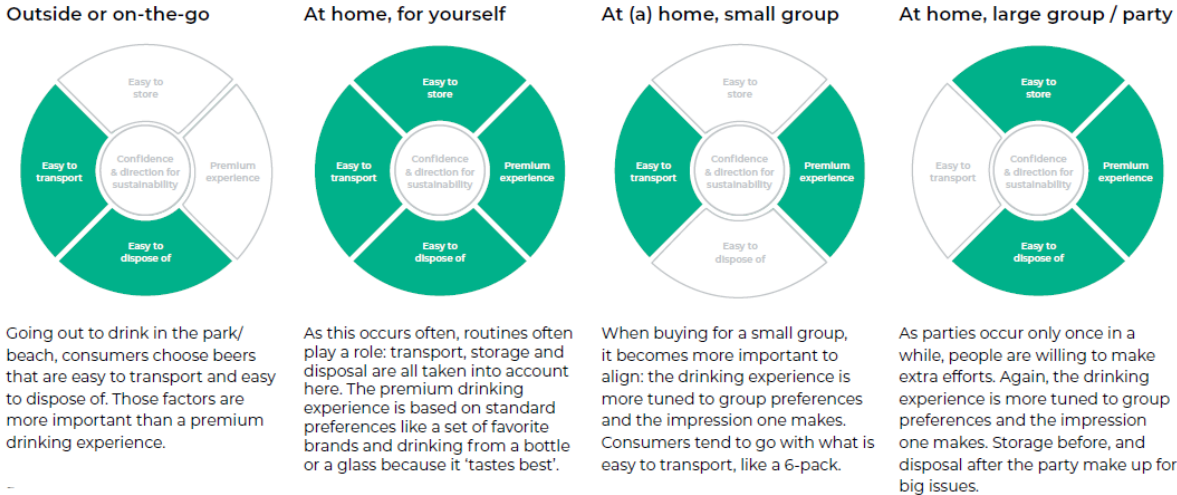 Outside or on-the-go
Easy to
store
Easy to
transport
Confidence
& direction for
sustainability
Premium
experience
Easy to
dispose of
Going out to drink in the park/
beach, consumers choose beers
that are easy to transport and easy
to dispose of. Those factors are
more important than a premium
drinking experience.
At home, for yourself
Easy to
store
Easy to
transport
Confidence
& direction for
sustainability
Premium
experience
Easy to
dispose of
As this occurs often, routines often
play a role: transport, storage and
disposal are all taken into account
here. The premium drinking
experience is based on standard
preferences like a set of favorite
brands and drinking from a bottle
or a glass because it ‘tastes best’.
At (a) home, small group
Easy to
store
Easy to
transport
Confidence
& direction for
sustainability
Premium
experience
Easy to
dispose of
When buying for a small group,
it becomes more important to
align: the drinking experience is
more tuned to group preferences
and the impression one makes.
Consumers tend to go with what is
easy to transport, like a 6-pack.
At home, large group / party
Easy to
store
Easy to
transport
Confidence
& direction for
sustainability
Premium
experience
Easy to
dispose of
As parties occur only once in a
while, people are willing to make
extra efforts. Again, the drinking
experience is more tuned to group
preferences and the impression
one makes. Storage before, and
disposal after the party make up for
big issues.